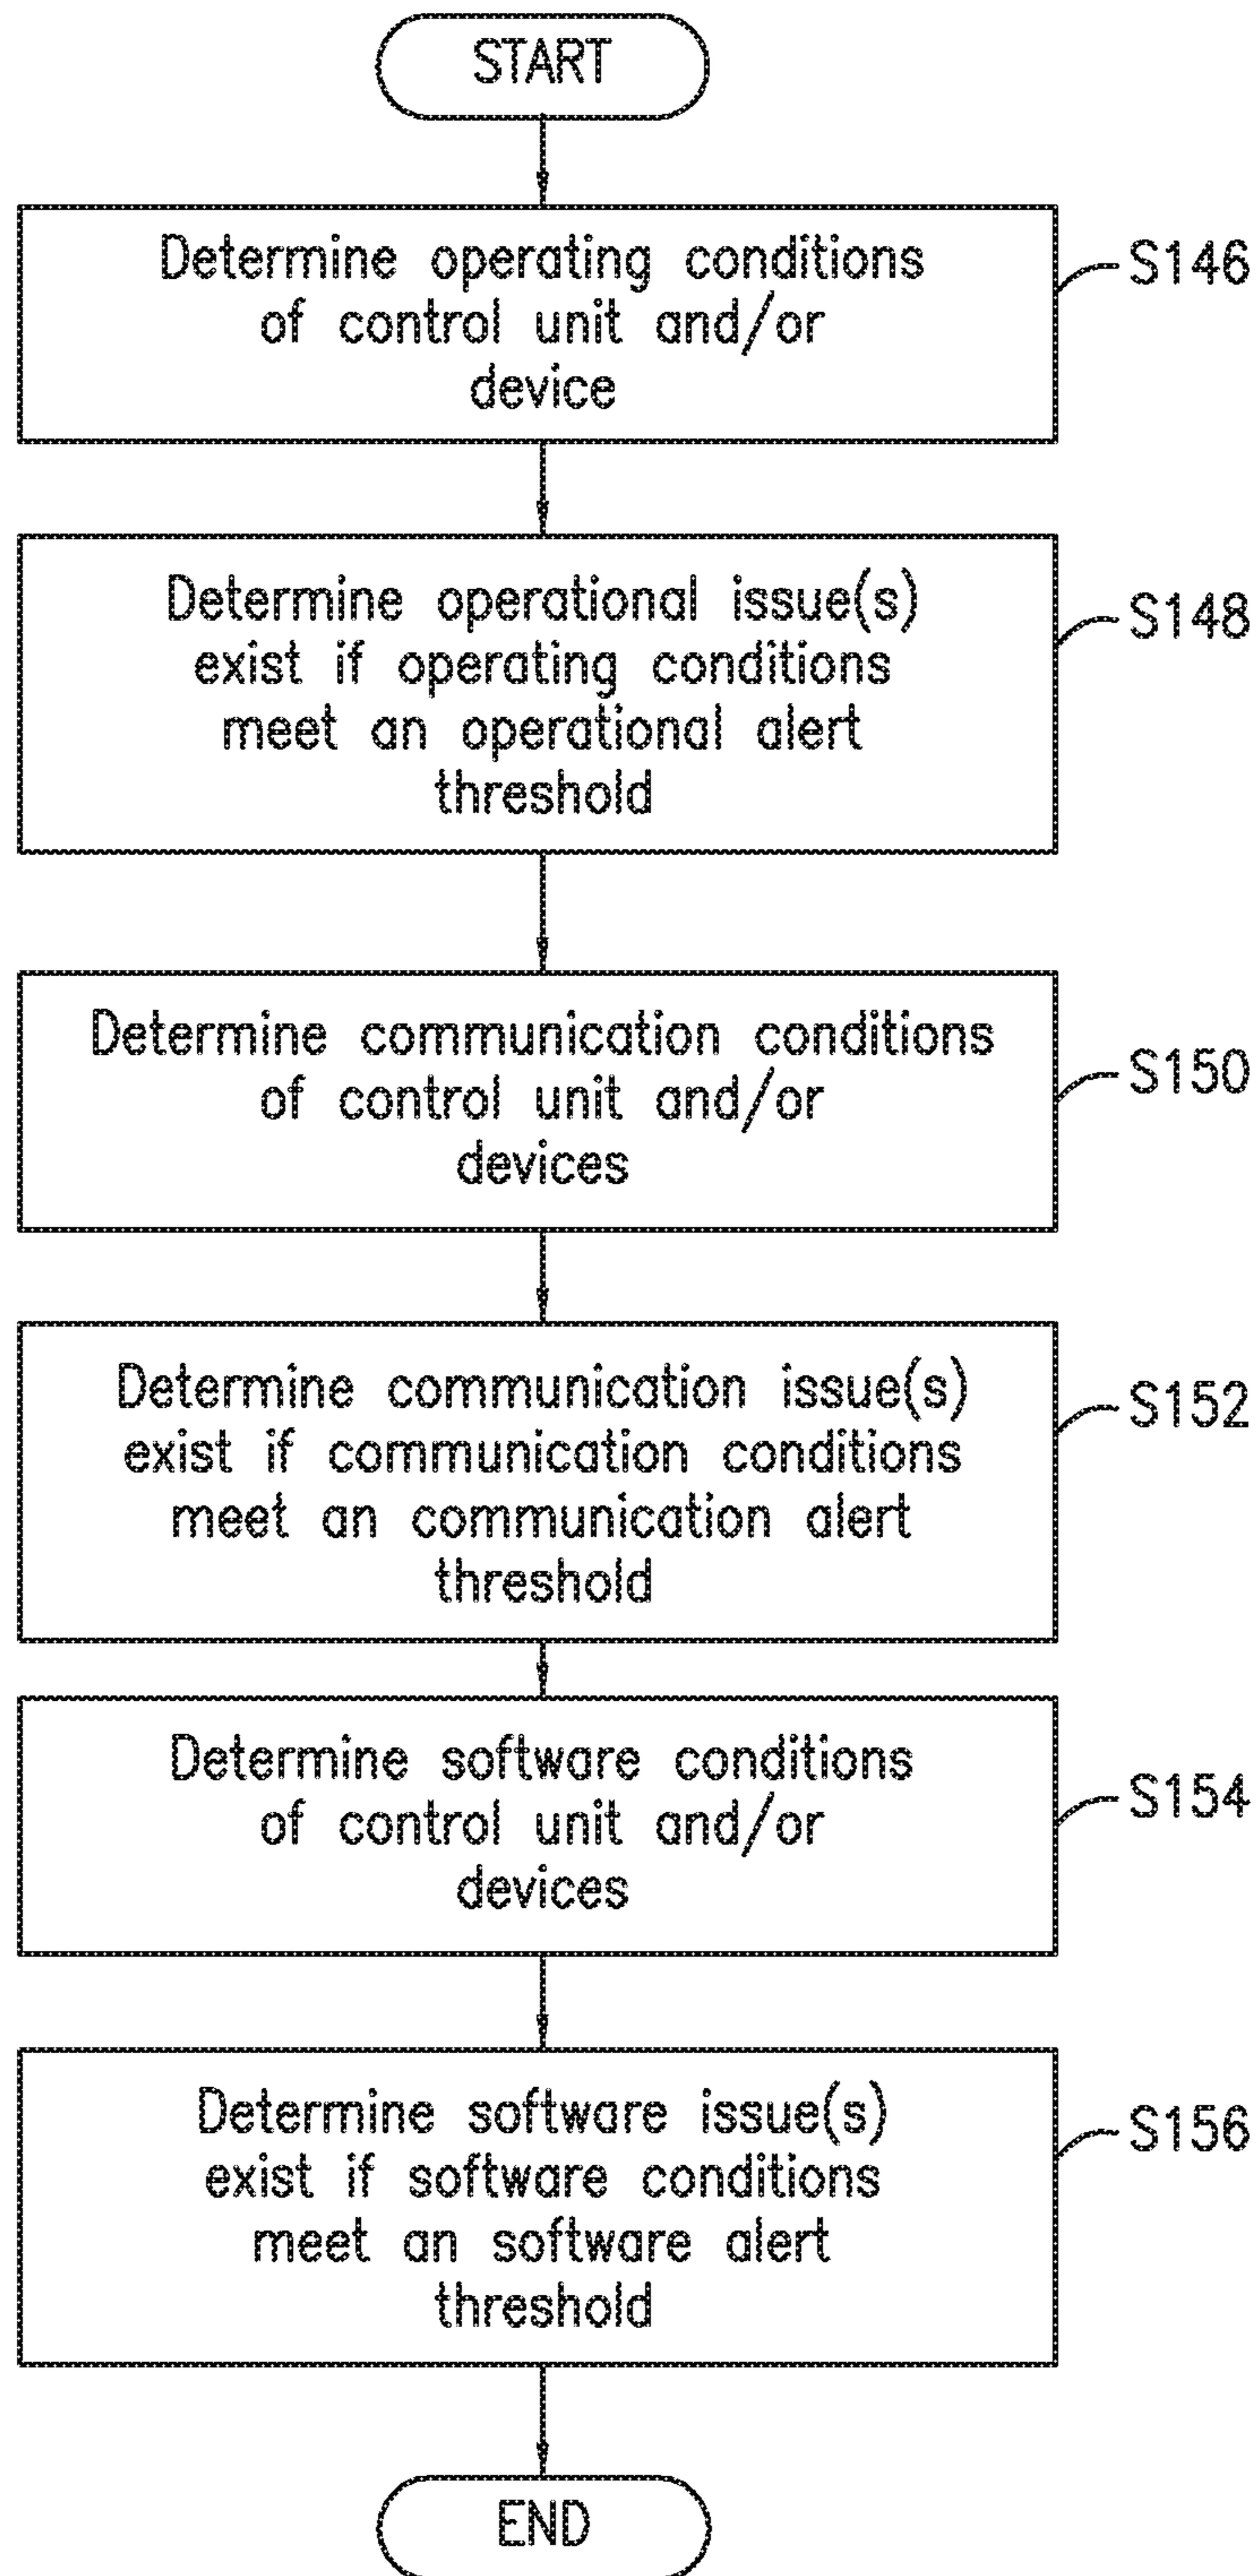 START
Determine operating conditions
of control unit and/or
device
S146
Determine operational issue(s)
exist if operating conditions
meet an operational alert
threshold
S148
Determine communication conditions
of control unit and/or
devices
S150
Determine communication issue(s)
exist if communication conditions
meet an communication alert
threshold
S152
Determine software conditions
of control unit and/or
devices
S154
Determine software issue(s)
exist if software conditions
meet an software alert
threshold
S156
END